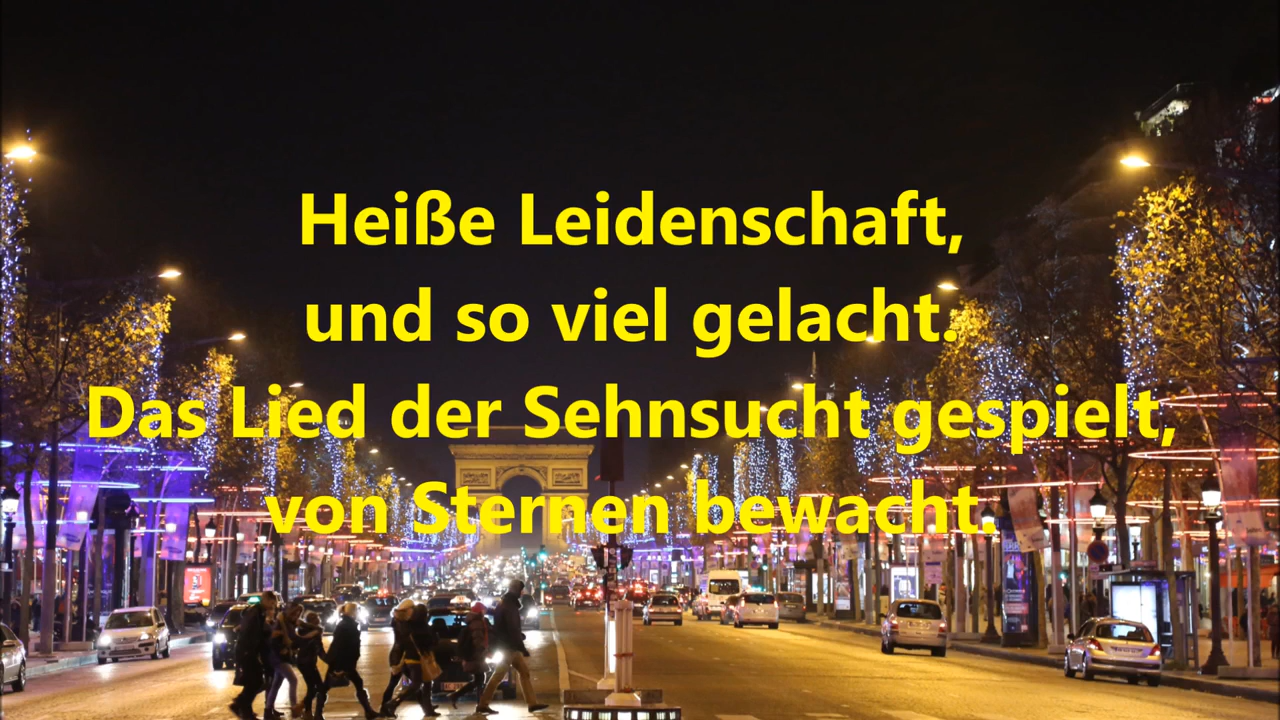 Heiße Leidenschaft,
und so viel gelacht.
Das Lied der Sehnsucht gespielt,
von Sternen bewacht.